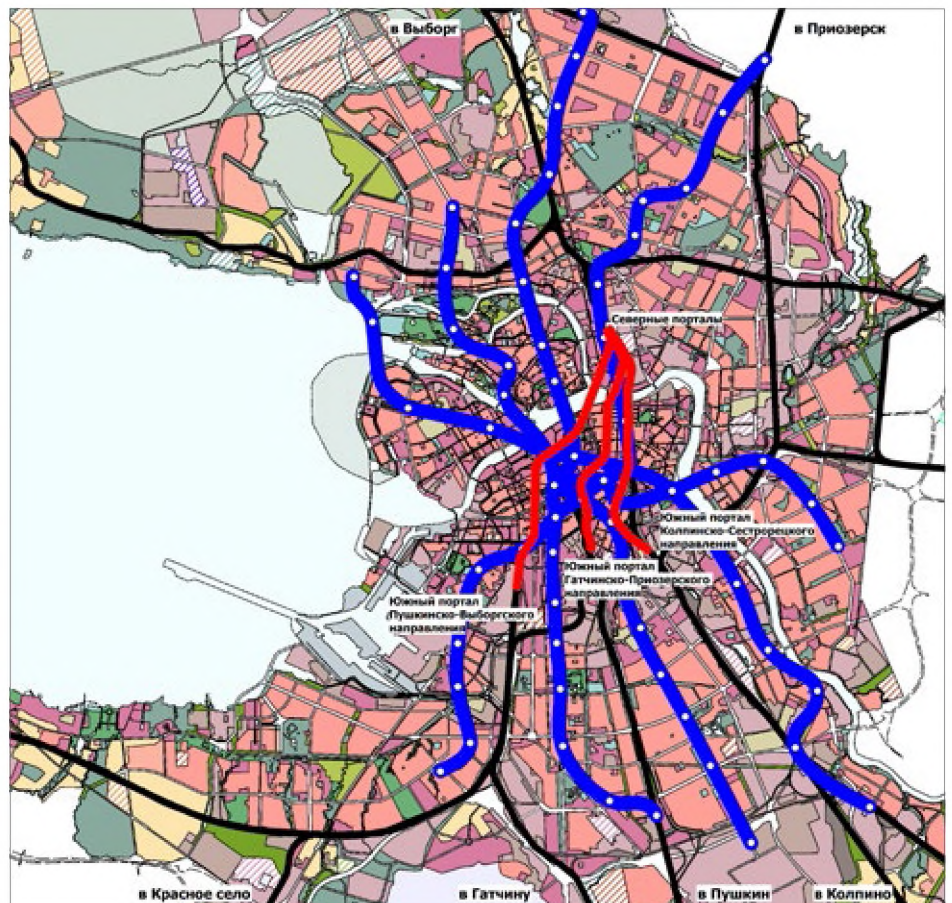 в Выборг
в Приозерск
Северные порталы
Южный портал
Колпинско-Сестрорецкого
направления
Южный портал
Гатчинско-Приозерского
направления
Южный портал
Пушкинско-Выборгского
направления
в Красное село
в Гатчину
в Пушкин
в Колпино